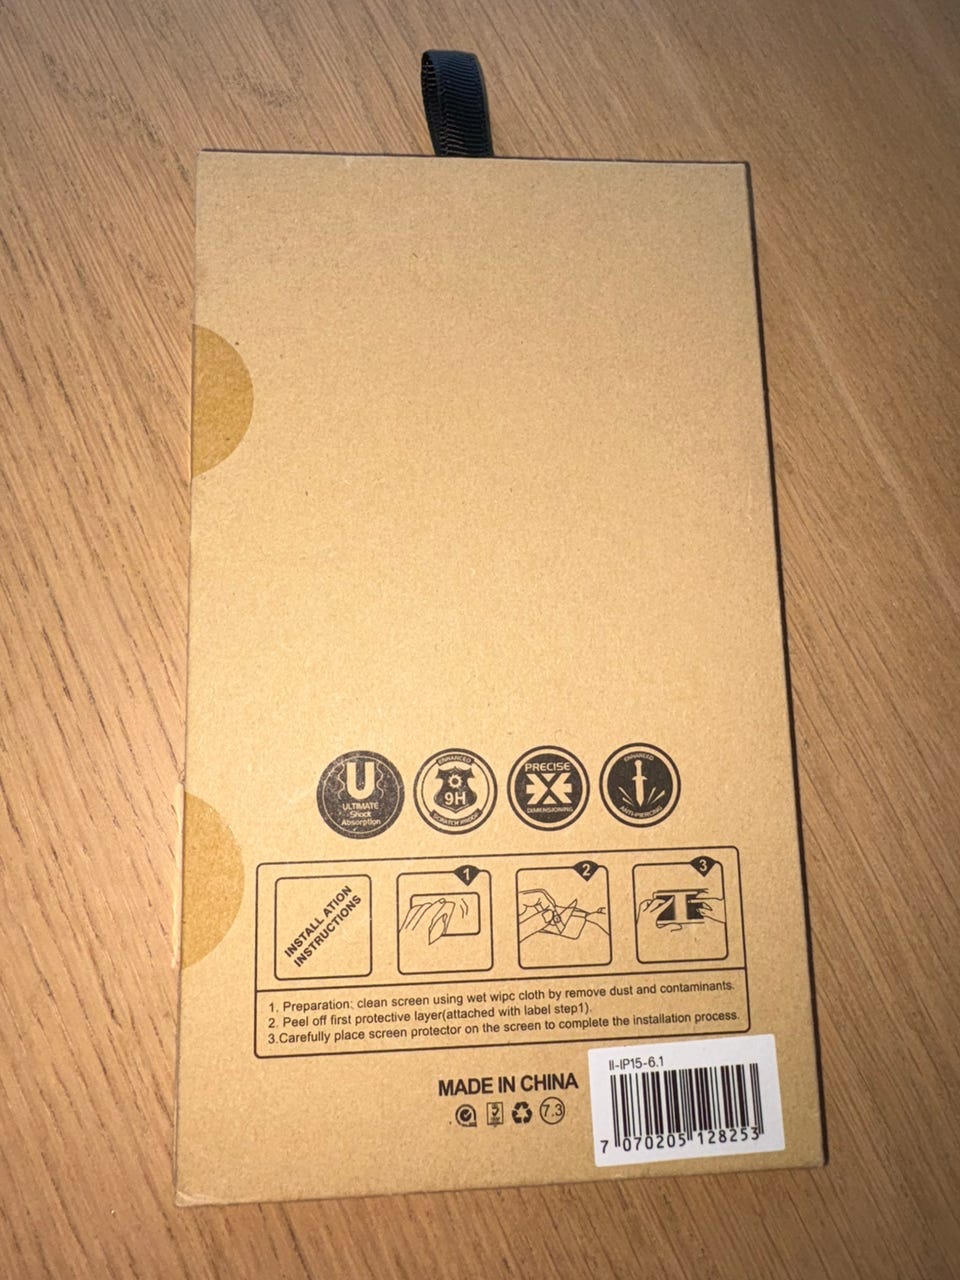 U
ULTIMATE
Shock
Absorption
ENHANCED
9H
SCRATCH PROOF
PRECISE
DIMENSIONING
ENHANCED
ANTI-PIERCING
INSTALL ATION
INSTRUCTIONS
1
2
3
1. Preparation: clean screen using wet wipc cloth by remove dust and contaminants.
2. Peel off first protective layer(attached with label step1).
3.Carefully place screen protector on the screen to complete the installation process.
MADE IN CHINA
7.3
II-IP15-6.1
7 070205 128253